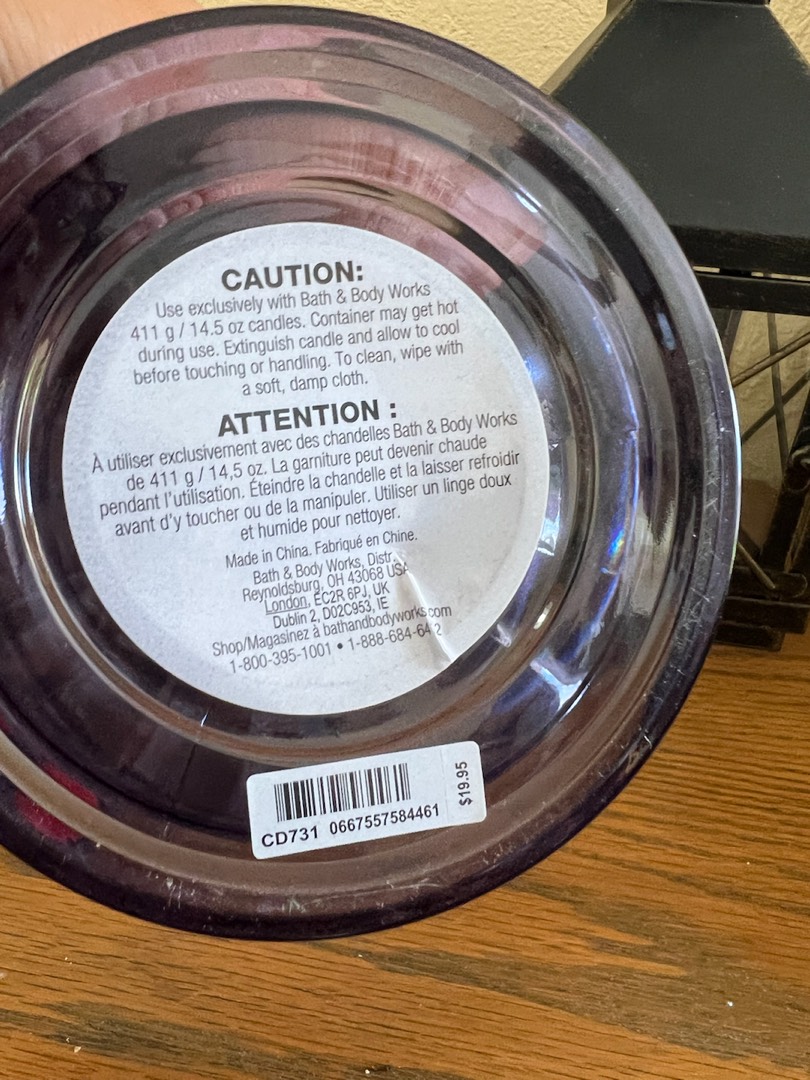 CAUTION:
Use exclusively with Bath & Body Works
411 g / 14.5 oz candles. Container may get hot
during use. Extinguish candle and allow to cool
before touching or handling. To clean, wipe with
a soft, damp cloth.
ATTENTION :
À utiliser exclusivement avec des chandelles Bath & Body Works
de 411 g / 14,5 oz. La garniture peut devenir chaude
pendant l'utilisation. Éteindre la chandelle et la laisser refroidir
avant d'y toucher ou de la manipuler. Utiliser un linge doux
et humide pour nettoyer.
Made in China. Fabriqué en Chine.
Bath & Body Works, Distr.
Reynoldsburg, OH 43068 USA
London, EC2R 6PJ, UK
Dublin 2, D02C953, IE
Shop/Magasinez à bathandbodyworks.com
1-800-395-1001 •
$19.95
CD731 0667557584461